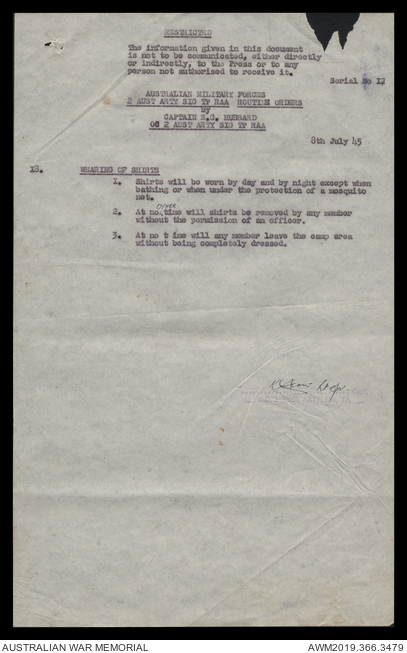 RESTRICTED
The information given in this document
is not to be communicated, either directly
or indirectly, to the Press or to any
person not authorised to receive it.
Serial No 12
AUSTRALIAN MILITARY FORCES
2 AUST ARTY SIG TP RAA ROUTINE ORDERS
by
CAPTAIN E.G. HUBBARD
OC 2 AUST ARTY SIG TP RAA
8th July 45
18. WEARING OF SHIRTS
1. Shirts will be worn by day and by night except when
bathing or when under the protection of a mosquito
net.
other
2. At no time will shirts be removed by any member
without the permission of an officer.
3. At no t ime will any member leave the camp area
without being completely dressed.
AUSTRALIAN WAR MEMORIAL
AWM2019.366.3479